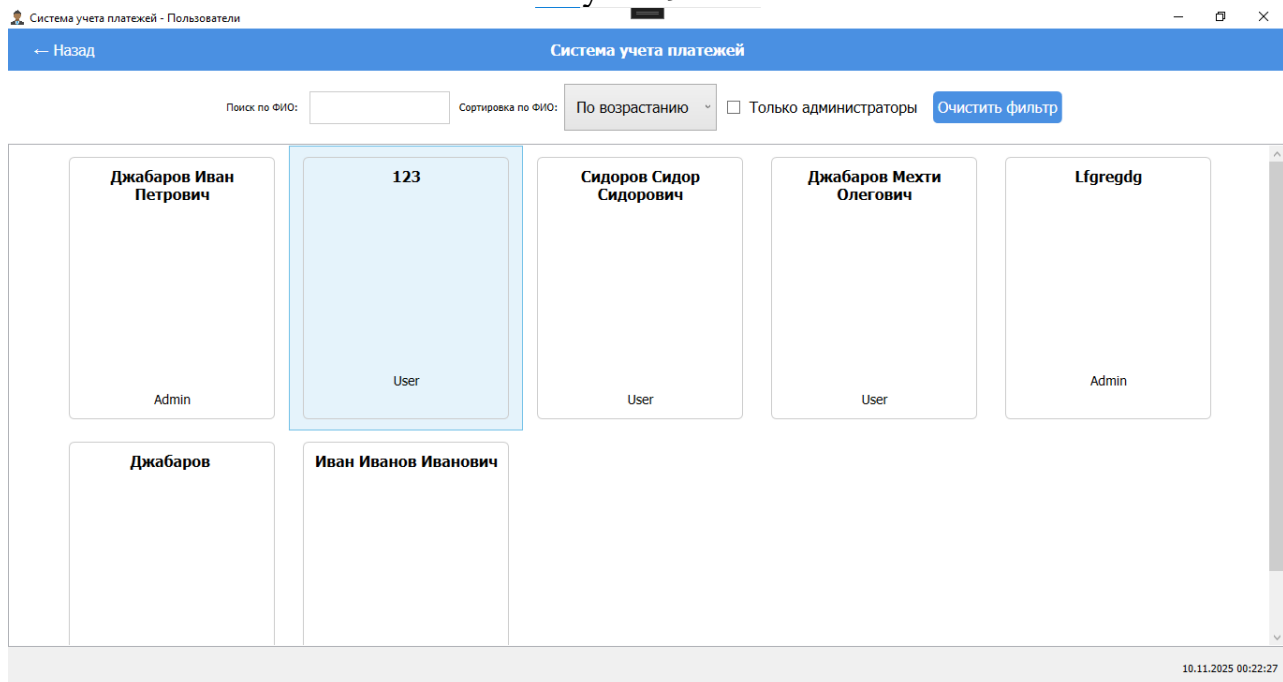 Система учета платежей - Пользователи
← Назад
Система учета платежей
Поиск по ФИО:
Сортировка по ФИО:
По возрастанию
Только администраторы
Очистить фильтр
Джабаров Иван
Петрович
Admin
123
User
Сидоров Сидор
Сидорович
User
Джабаров Мехти
Олегович
User
Lfgregdg
Admin
Джабаров
Иван Иванов Иванович
10.11.2025 00:22:27